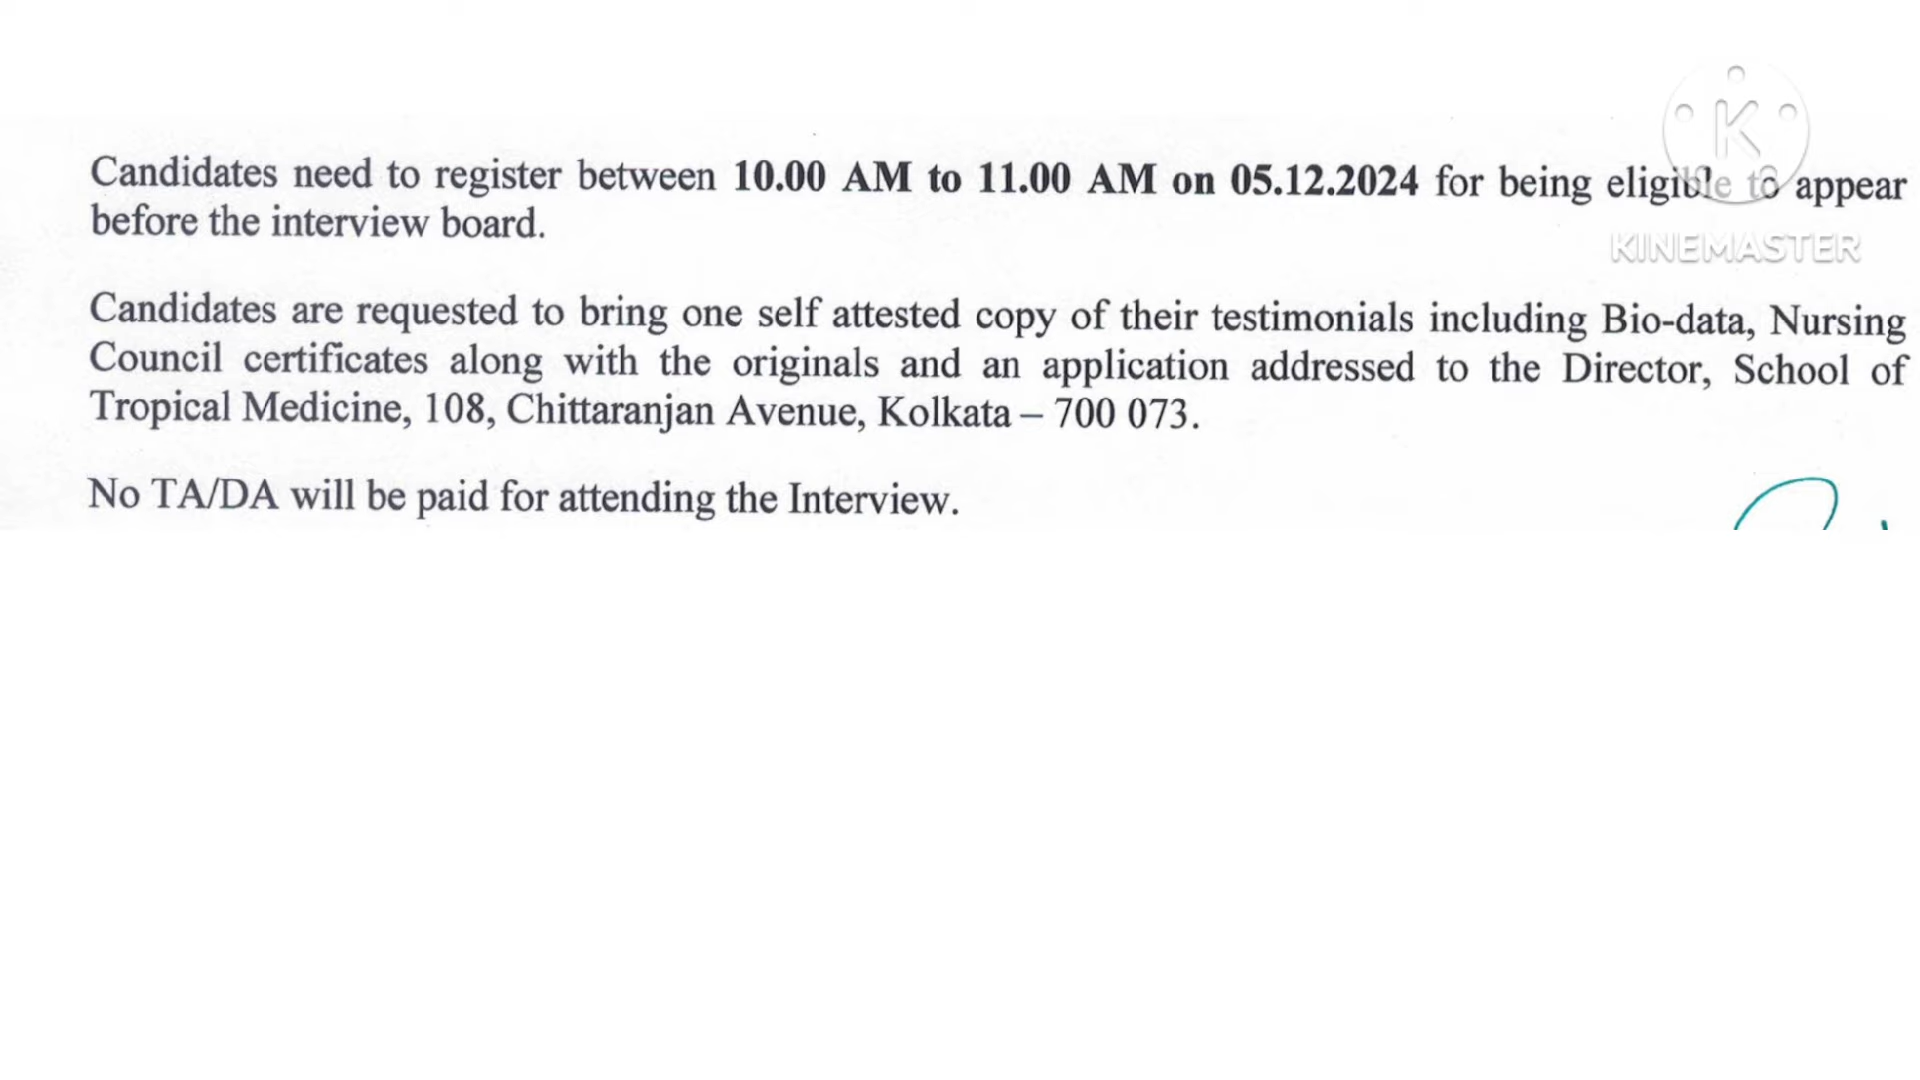 Candidates need to register between 10.00 AM to 11.00 AM on 05.12.2024 for being eligible to appear
before the interview board.
KINEMASTER
Candidates are requested to bring one self attested copy of their testimonials including Bio-data, Nursing
Council certificates along with the originals and an application addressed to the Director, School of
Tropical Medicine, 108, Chittaranjan Avenue, Kolkata – 700 073.
No TA/DA will be paid for attending the Interview.